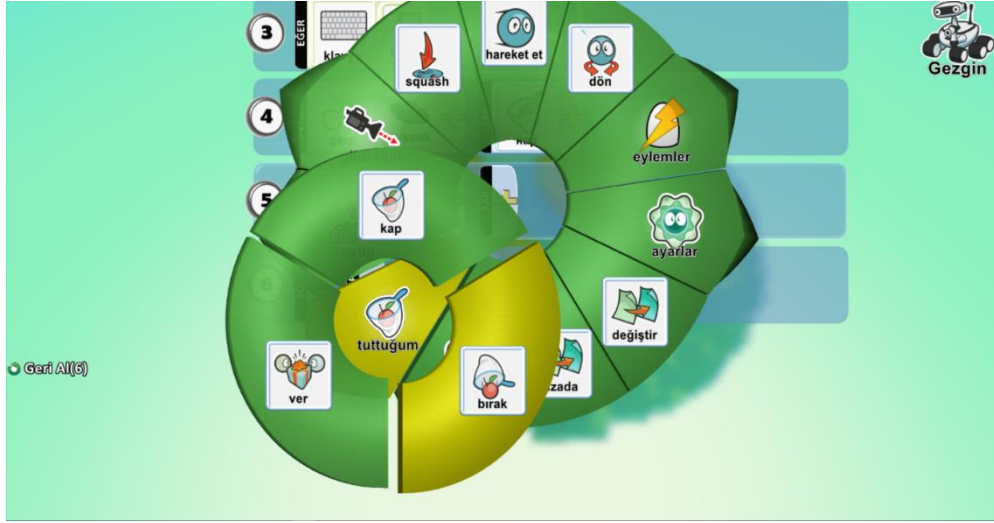 3
EĞER
squash
hareket et
dön
Gezgin
4
eylemler
5
kap
ayarlar
değiştir
tuttuğum
Geri Al(6)
ver
bırak